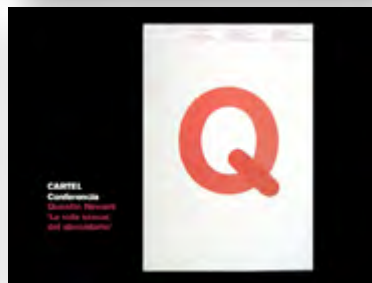 Q
CARTEL
Conferencia
Quentin Newark
'La vida sexual
del abecedario'